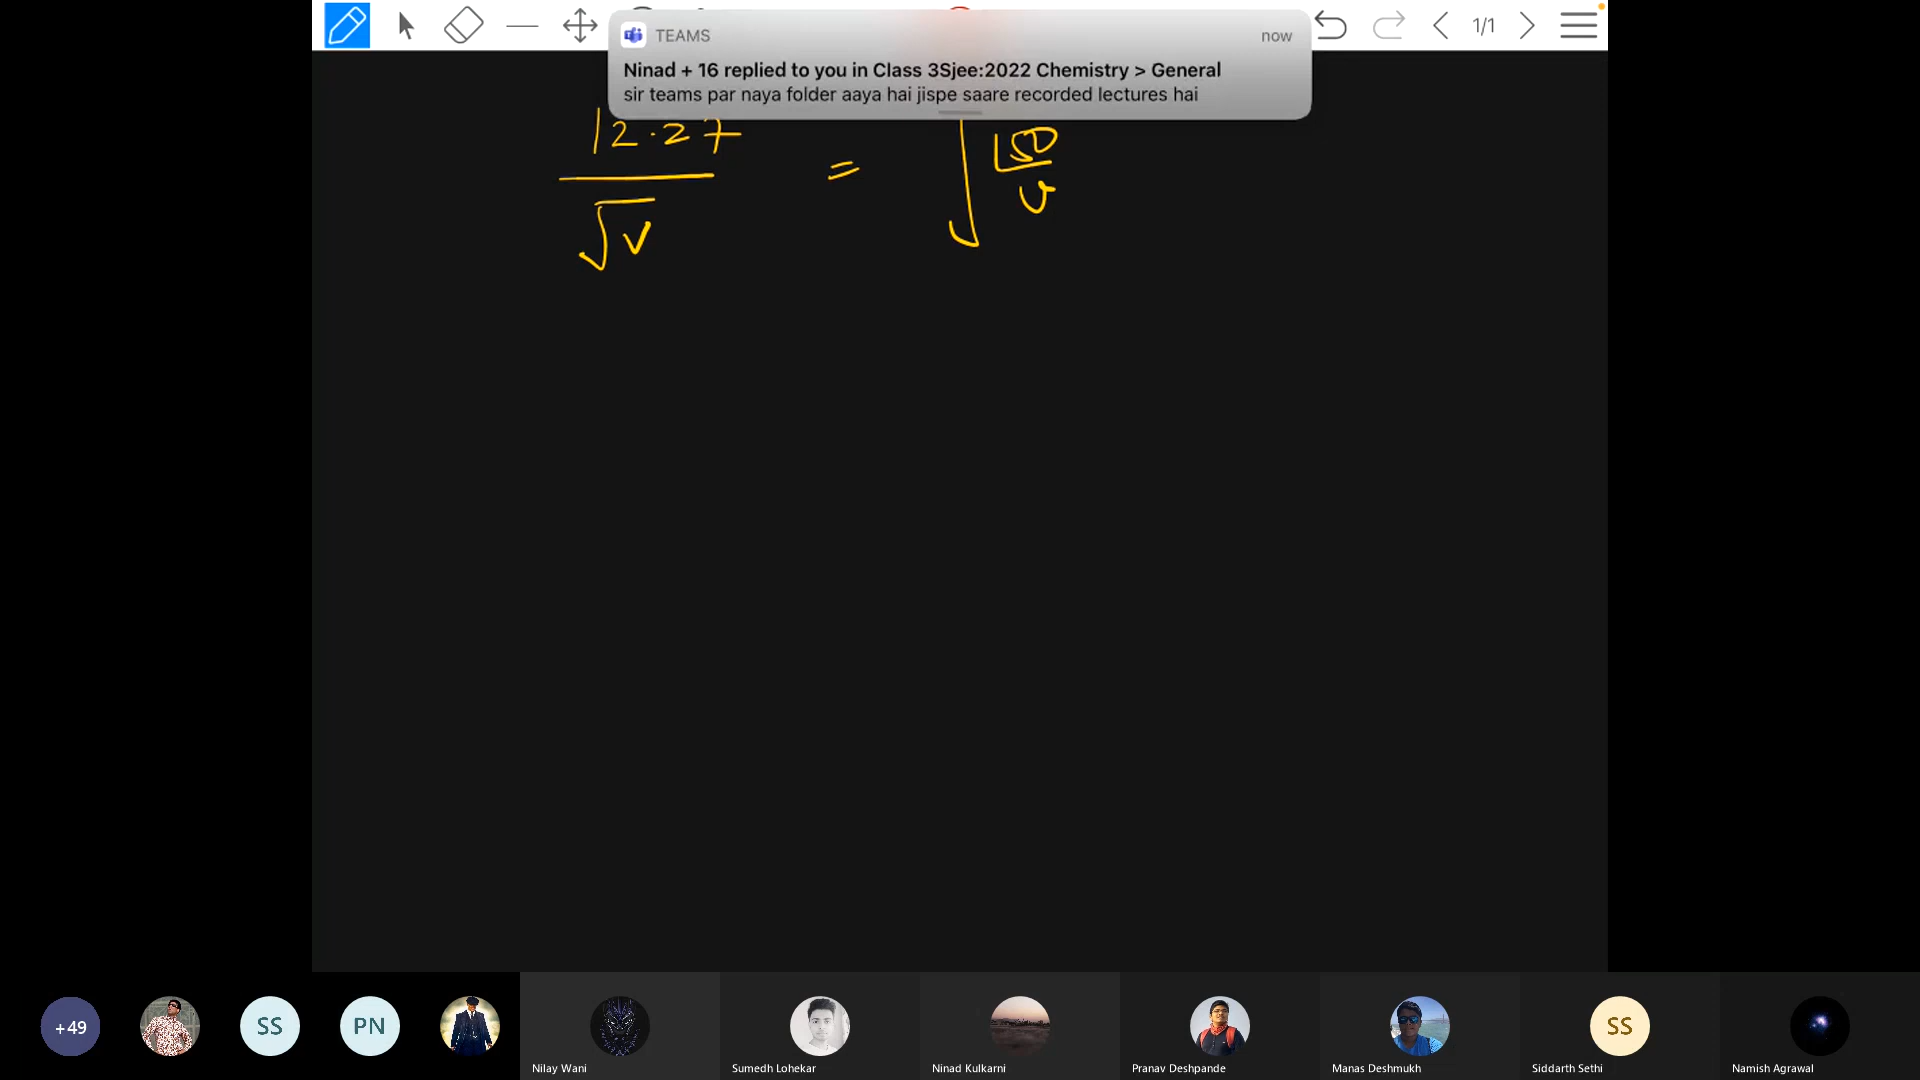 1/1
TEAMS
now
Ninad + 16 replied to you in Class 3Sjee:2022 Chemistry > General
sir teams par naya folder aaya hai jispe saare recorded lectures hai
12.27
√v
=
√150/v
+49
SS
PN
SS
Nilay Wani
Sumedh Lohekar
Ninad Kulkarni
Pranav Deshpande
Manas Deshmukh
Siddarth Sethi
Namish Agrawal